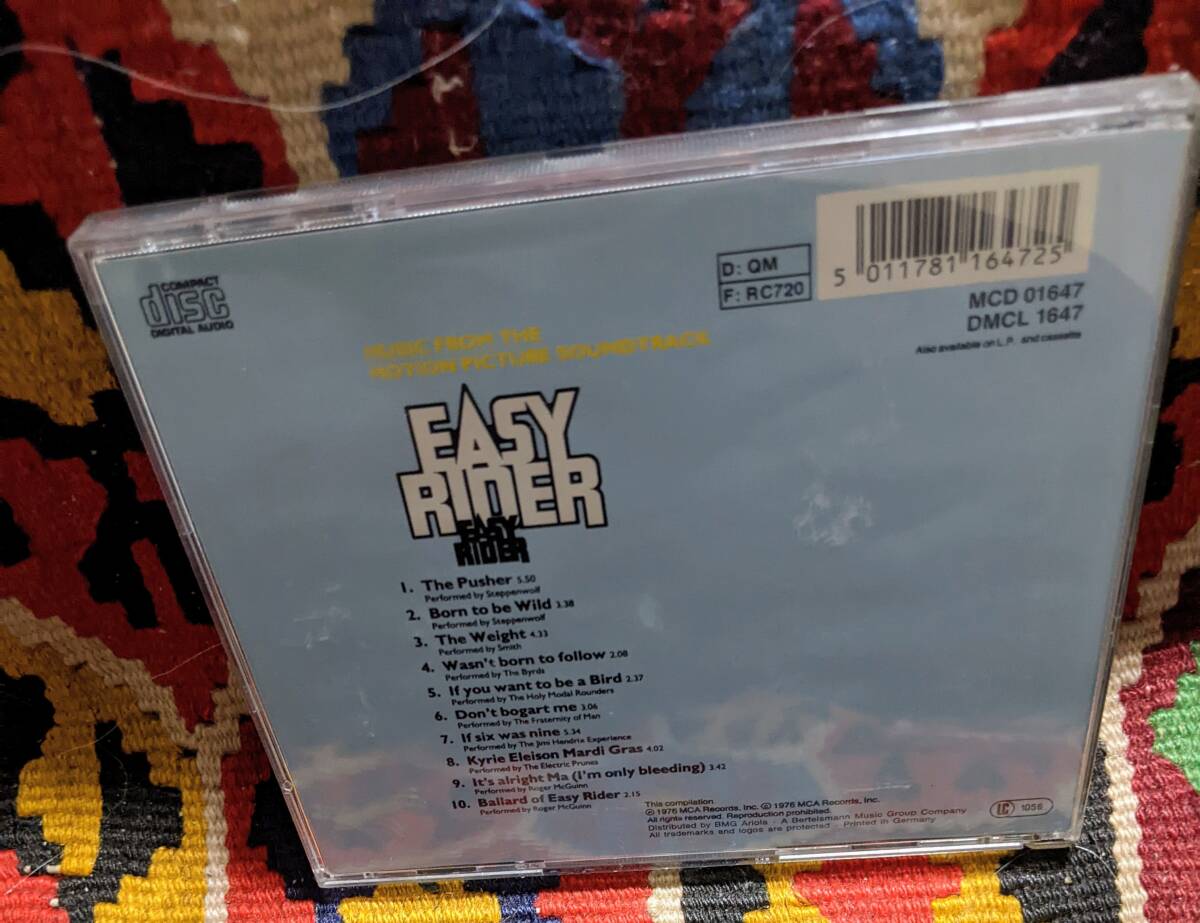 COMPACT
disc
DIGITAL AUDIO
D: QM
F: RC720
5 011781 164725
MCD 01647
DMCL 1647
Also available on L.P. and cassette
MUSIC FROM THE
MOTION PICTURE SOUNDTRACK
EASY
RIDER
EASY
RIDER
1. The Pusher 5.50
Performed by Steppenwolf
2. Born to be Wild 3.38
Performed by Steppenwolf
3. The Weight 4.33
Performed by Smith
4. Wasn't born to follow 2.08
Performed by The Byrds
5. If you want to be a Bird 2.37
Performed by The Holy Modal Rounders
6. Don't bogart me 3.06
Performed by The Fraternity of Man
7. If six was nine 5.34
Performed by The Jimi Hendrix Experience
8. Kyrie Eleison Mardi Gras 4.02
Performed by The Electric Prunes
9. It's alright Ma (I'm only bleeding) 3.42
Performed by Roger McGuinn
10. Ballard of Easy Rider 2.15
Performed by Roger McGuinn
This compilation
℗ 1976 MCA Records, Inc. © 1976 MCA Records, Inc.
All rights reserved. Reproduction prohibited.
Distributed by BMG Ariola - A Bertelsmann Music Group Company
All trademarks and logos are protected. Printed in Germany
LC 1056